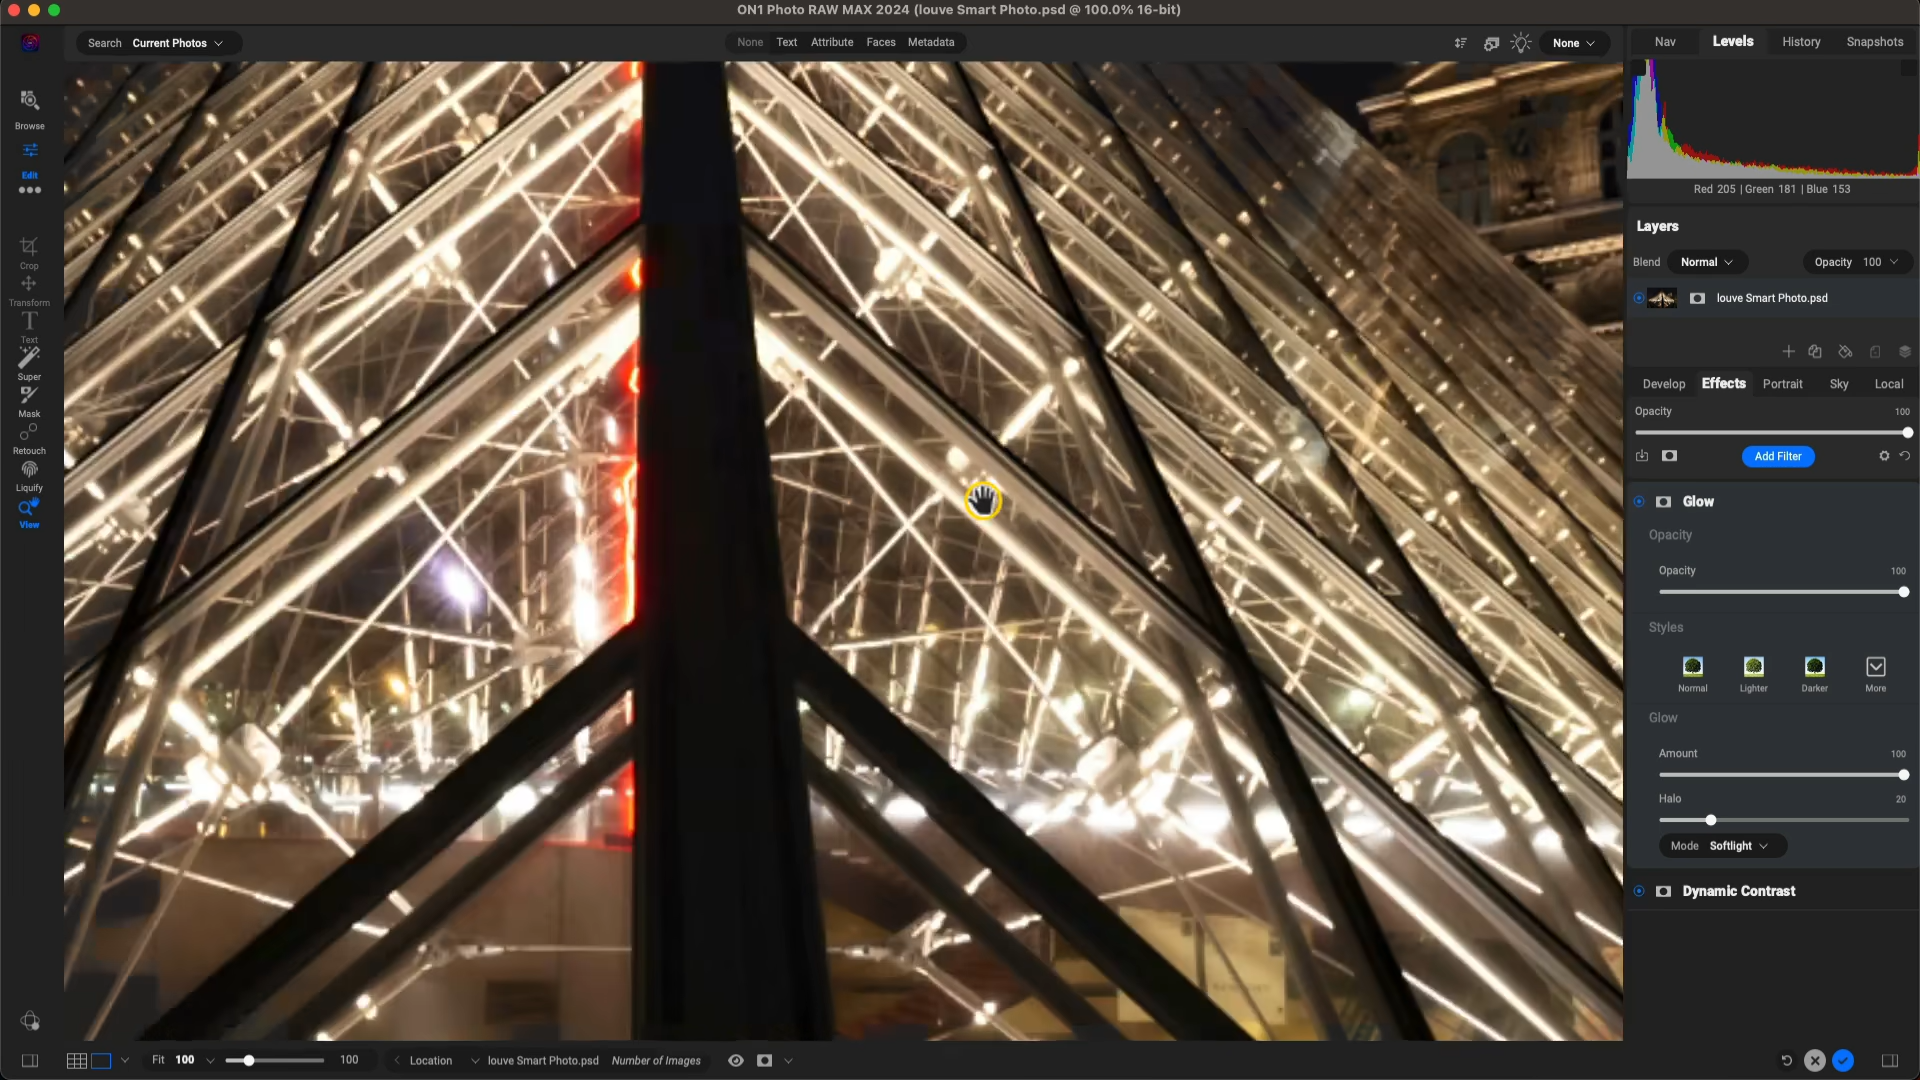 ON1 Photo RAW MAX 2024 (louve Smart Photo.psd @ 100.0% 16-bit)
Search Current Photos
None Text Attribute Faces Metadata
None
Nav Levels History Snapshots
Browse
Edit
Crop
Transform
Text
Super
Mask
Retouch
Liquify
View
Red 205 | Green 181 | Blue 153
Layers
Blend Normal Opacity 100
louve Smart Photo.psd
Develop Effects Portrait Sky Local
Opacity 100
Add Filter
Glow
Opacity
Opacity 100
Styles
Normal Lighter Darker More
Glow
Amount 100
Halo 20
Mode Softlight
Dynamic Contrast
Fit 100 100 Location louve Smart Photo.psd Number of Images